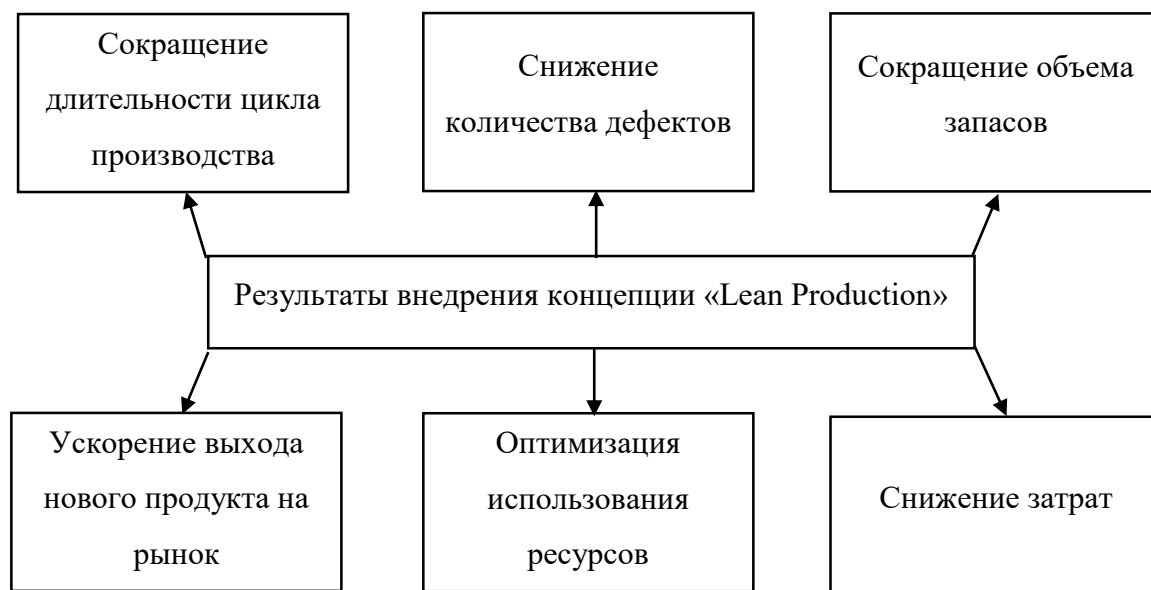 Сокращение
длительности цикла
производства
Снижение
количества дефектов
Сокращение объема
запасов
Результаты внедрения концепции «Lean Production»
Ускорение выхода
нового продукта на
рынок
Оптимизация
использования
ресурсов
Снижение затрат